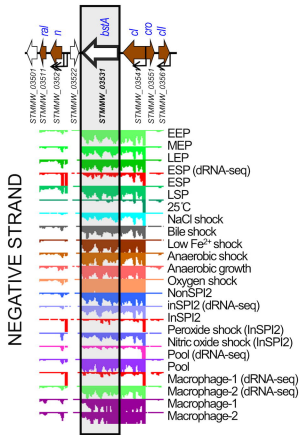 ral n bstA cI cro cII
STMMW_03501 STMMW_03511 STMMW_03521 STMMW_03522 STMMW_03531 STMMW_03541 STMMW_03551 STMMW_03561
NEGATIVE STRAND
EEP
MEP
LEP
ESP (dRNA-seq)
ESP
LSP
25°C
NaCl shock
Bile shock
Low Fe²⁺ shock
Anaerobic shock
Anaerobic growth
Oxygen shock
NonSPI2
inSPI2 (dRNA-seq)
InSPI2
Peroxide shock (InSPI2)
Nitric oxide shock (InSPI2)
Pool (dRNA-seq)
Pool
Macrophage-1 (dRNA-seq)
Macrophage-2 (dRNA-seq)
Macrophage-1
Macrophage-2